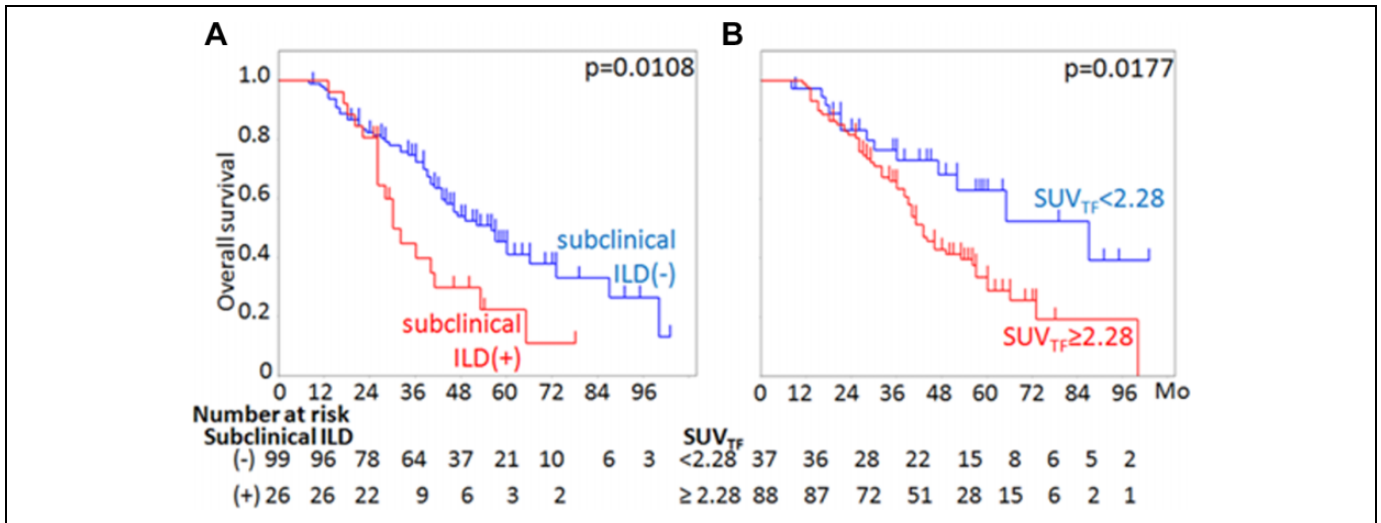 A
B
p=0.0108
p=0.0177
Overall survival
1.0
0.8
0.6
0.4
0.2
0
subclinical
ILD(-)
subclinical
ILD(+)
SUVTF<2.28
SUVTF≥2.28
0 12 24 36 48 60 72 84 96
0 12 24 36 48 60 72 84 96 Mo
Number at risk
Subclinical ILD
(-) 99 96 78 64 37 21 10 6 3
(+) 26 26 22 9 6 3 2
SUVTF
<2.28 37 36 28 22 15 8 6 5 2
≥ 2.28 88 87 72 51 28 15 6 2 1